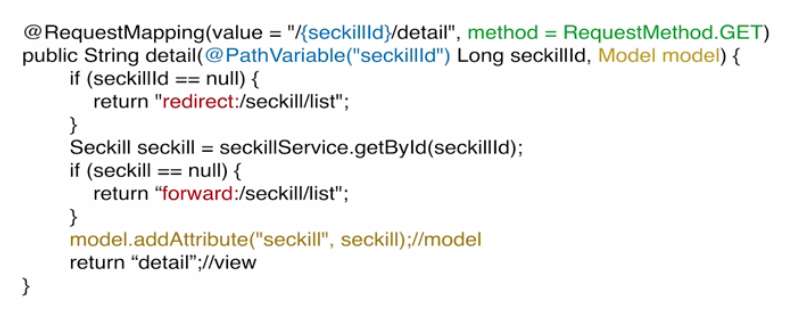 @RequestMapping(value = "/{seckillId}/detail", method = RequestMethod.GET)
public String detail(@PathVariable("seckillId") Long seckillId, Model model) {
if (seckillId == null) {
return "redirect:/seckill/list";
}
Seckill seckill = seckillService.getById(seckillId);
if (seckill == null) {
return “forward:/seckill/list";
}
model.addAttribute("seckill", seckill);//model
return “detail”;//view
}